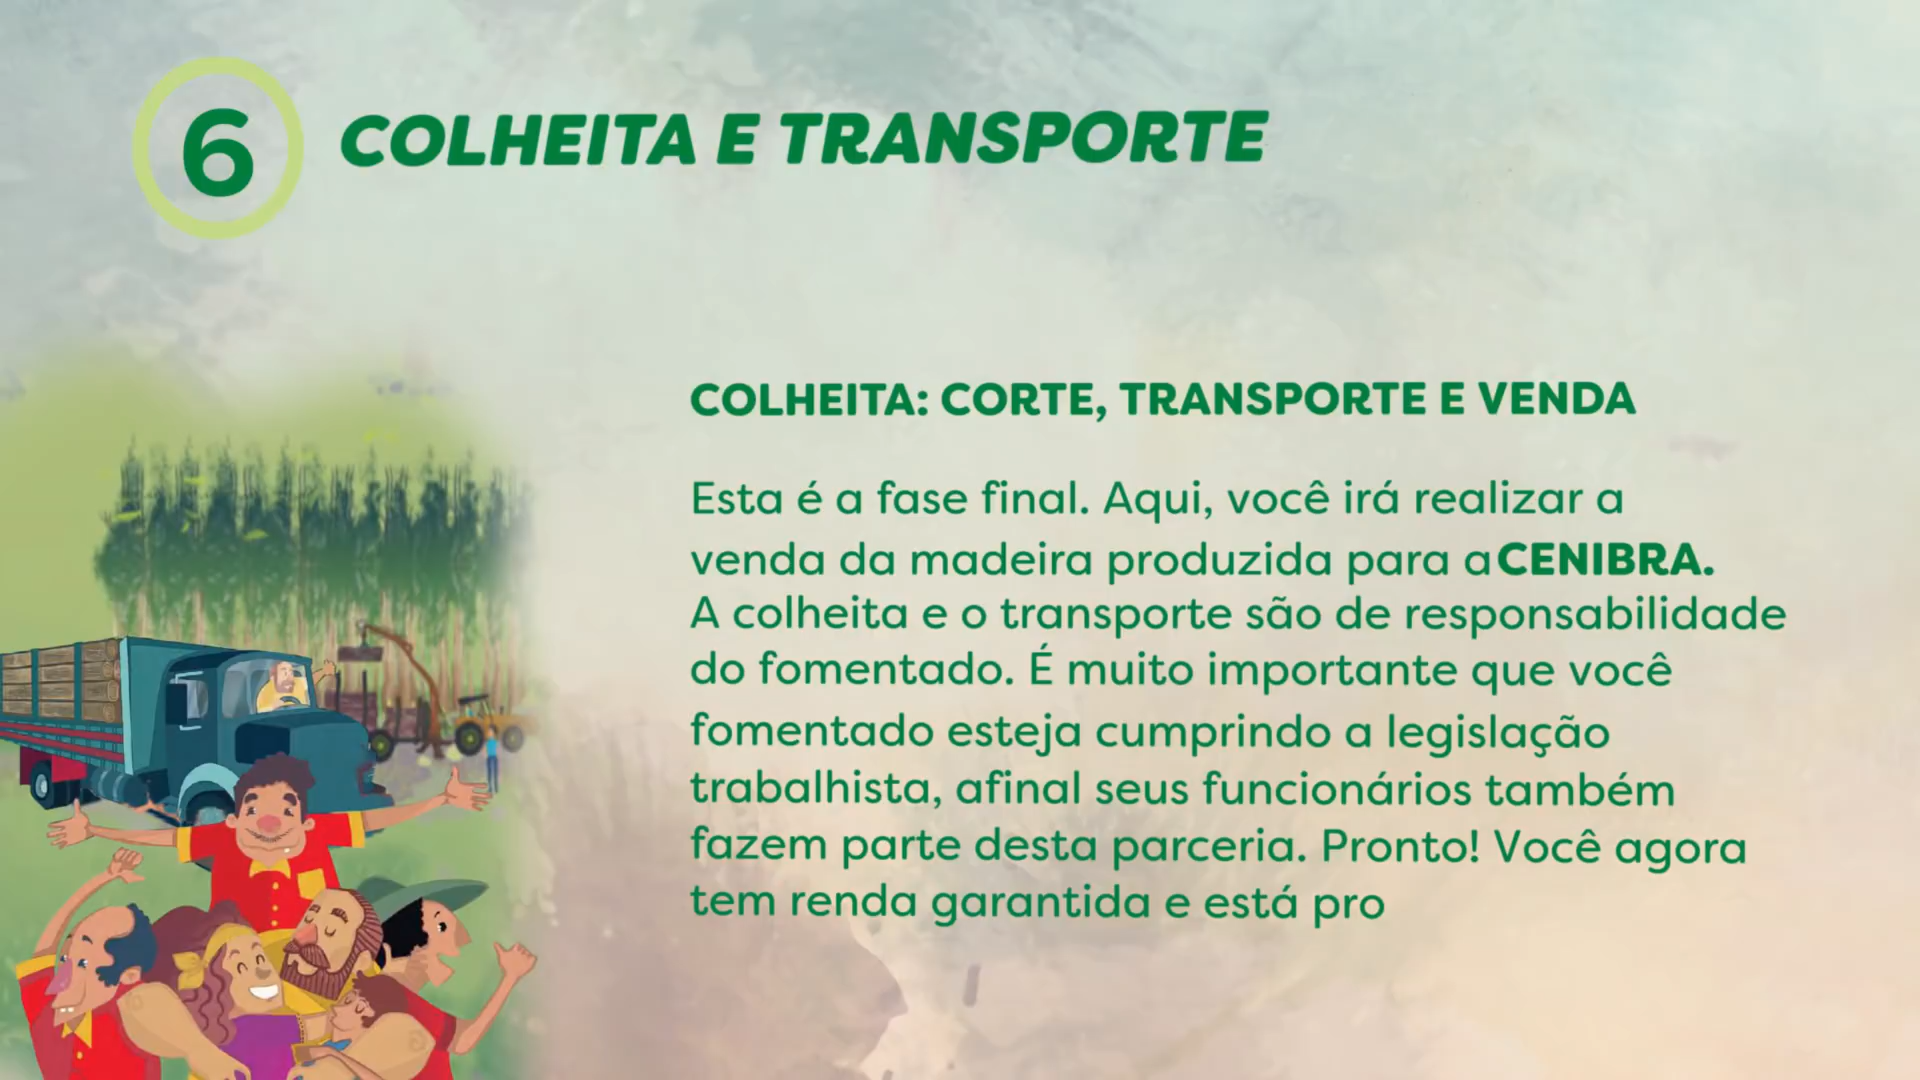 6
COLHEITA E TRANSPORTE
COLHEITA: CORTE, TRANSPORTE E VENDA
Esta é a fase final. Aqui, você irá realizar a
venda da madeira produzida para a CENIBRA.
A colheita e o transporte são de responsabilidade
do fomentado. É muito importante que você
fomentado esteja cumprindo a legislação
trabalhista, afinal seus funcionários também
fazem parte desta parceria. Pronto! Você agora
tem renda garantida e está pro